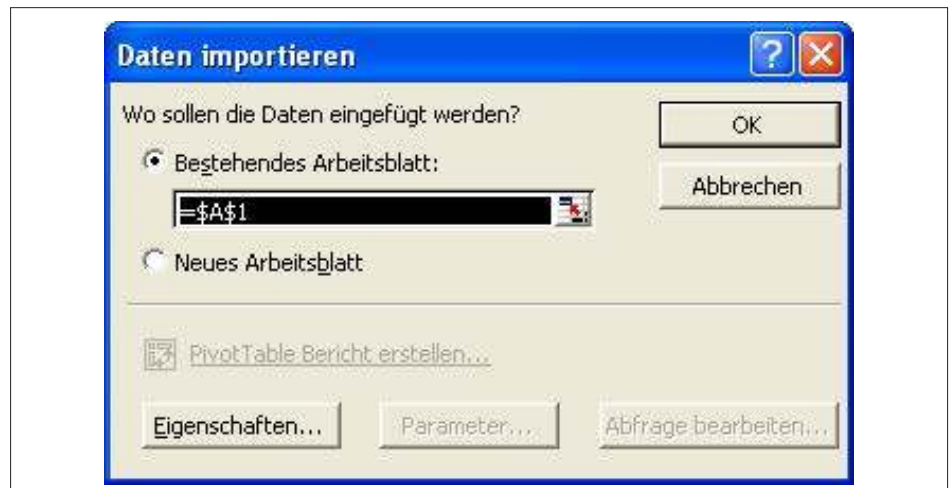 Daten importieren
Wo sollen die Daten eingefügt werden?
OK
Bestehendes Arbeitsblatt:
Abbrechen
=$A$1
Neues Arbeitsblatt
PivotTable Bericht erstellen...
Eigenschaften...
Parameter...
Abfrage bearbeiten...